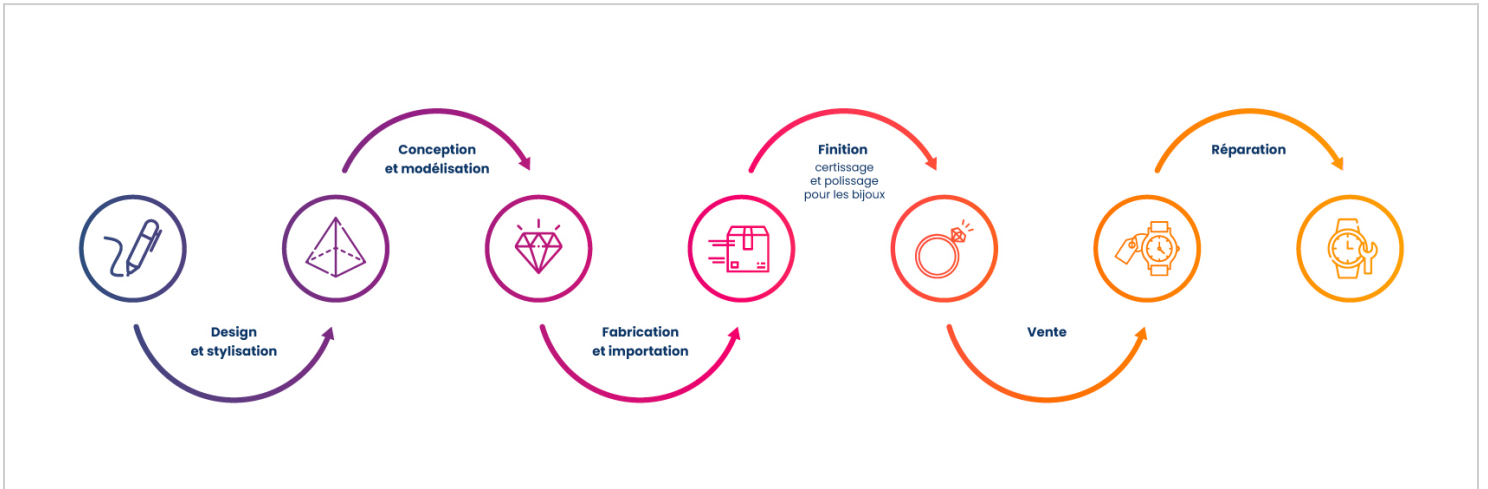 Design
et stylisation
Conception
et modélisation
Fabrication
et importation
Finition
certissage
et polissage
pour les bijoux
Vente
Réparation